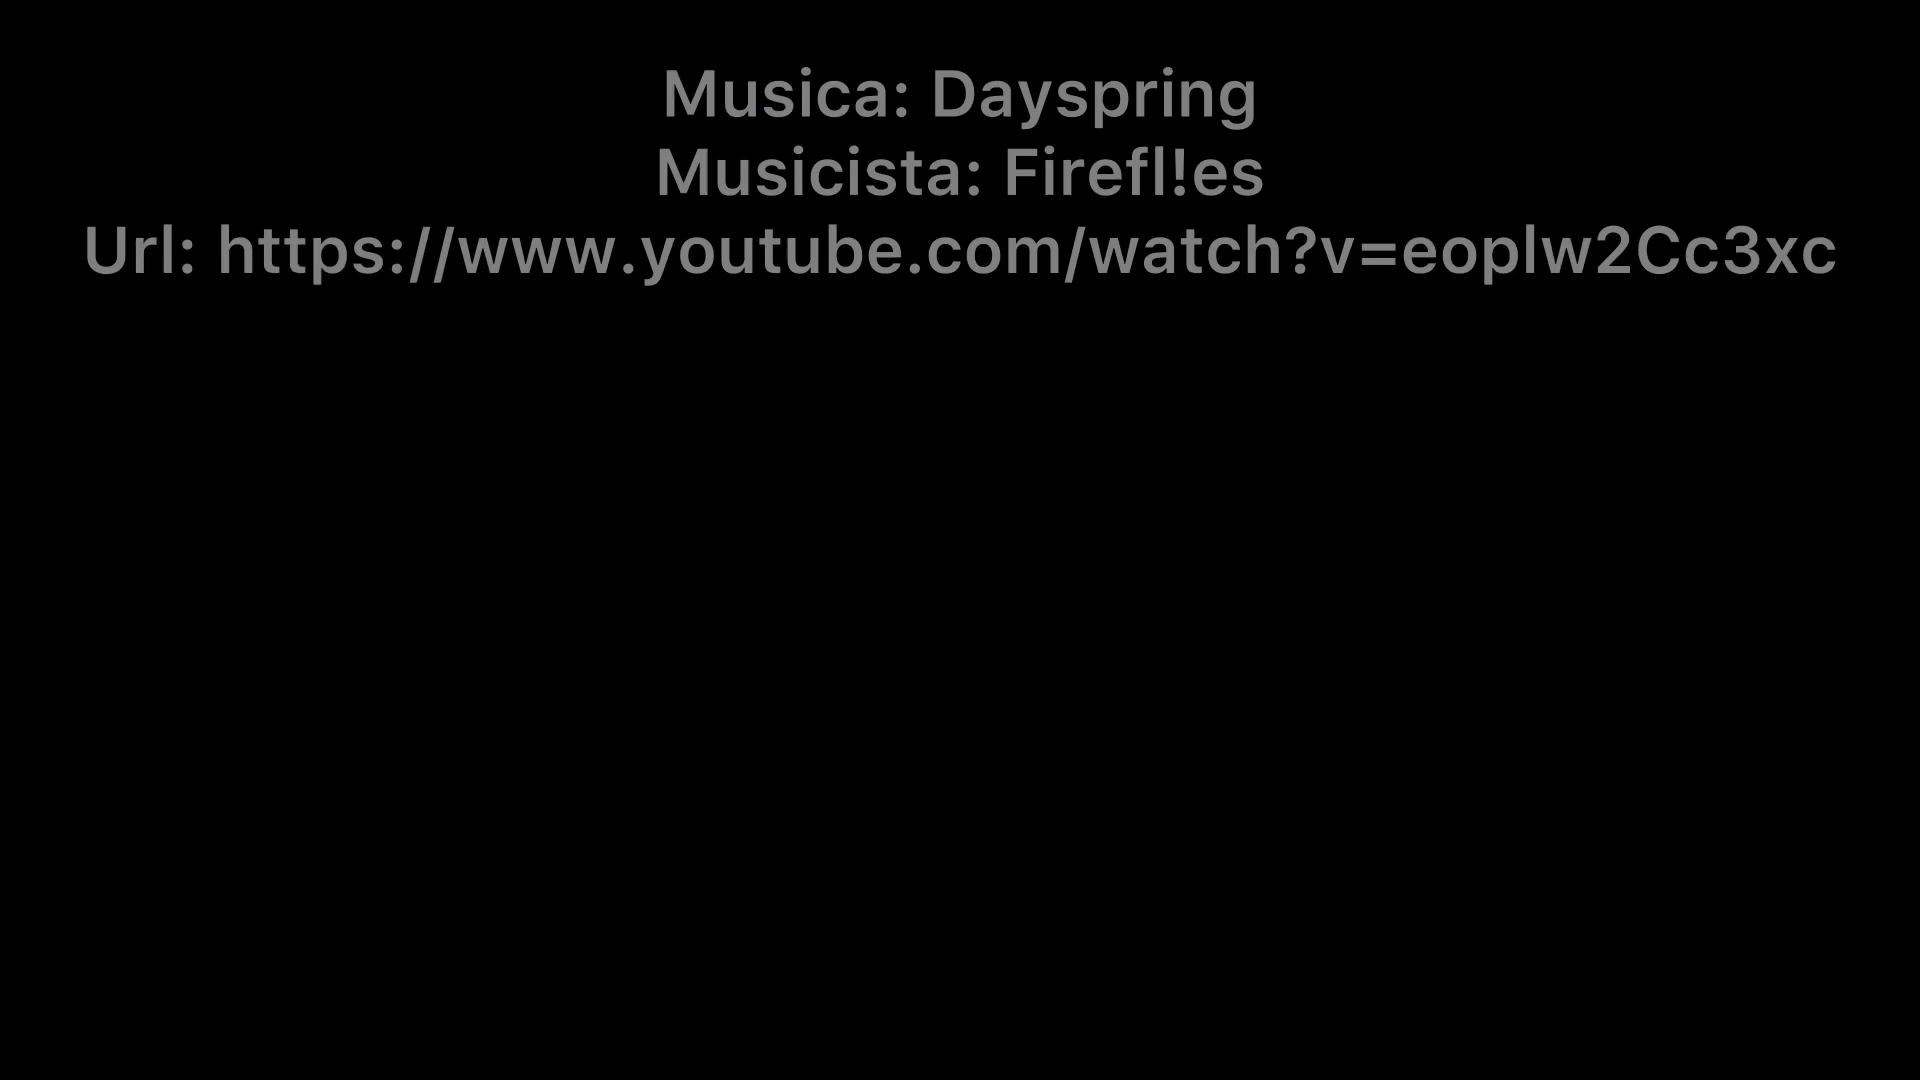 Musica: Dayspring
Musicista: Firefl!es
Url: https://www.youtube.com/watch?v=eoplw2Cc3xc